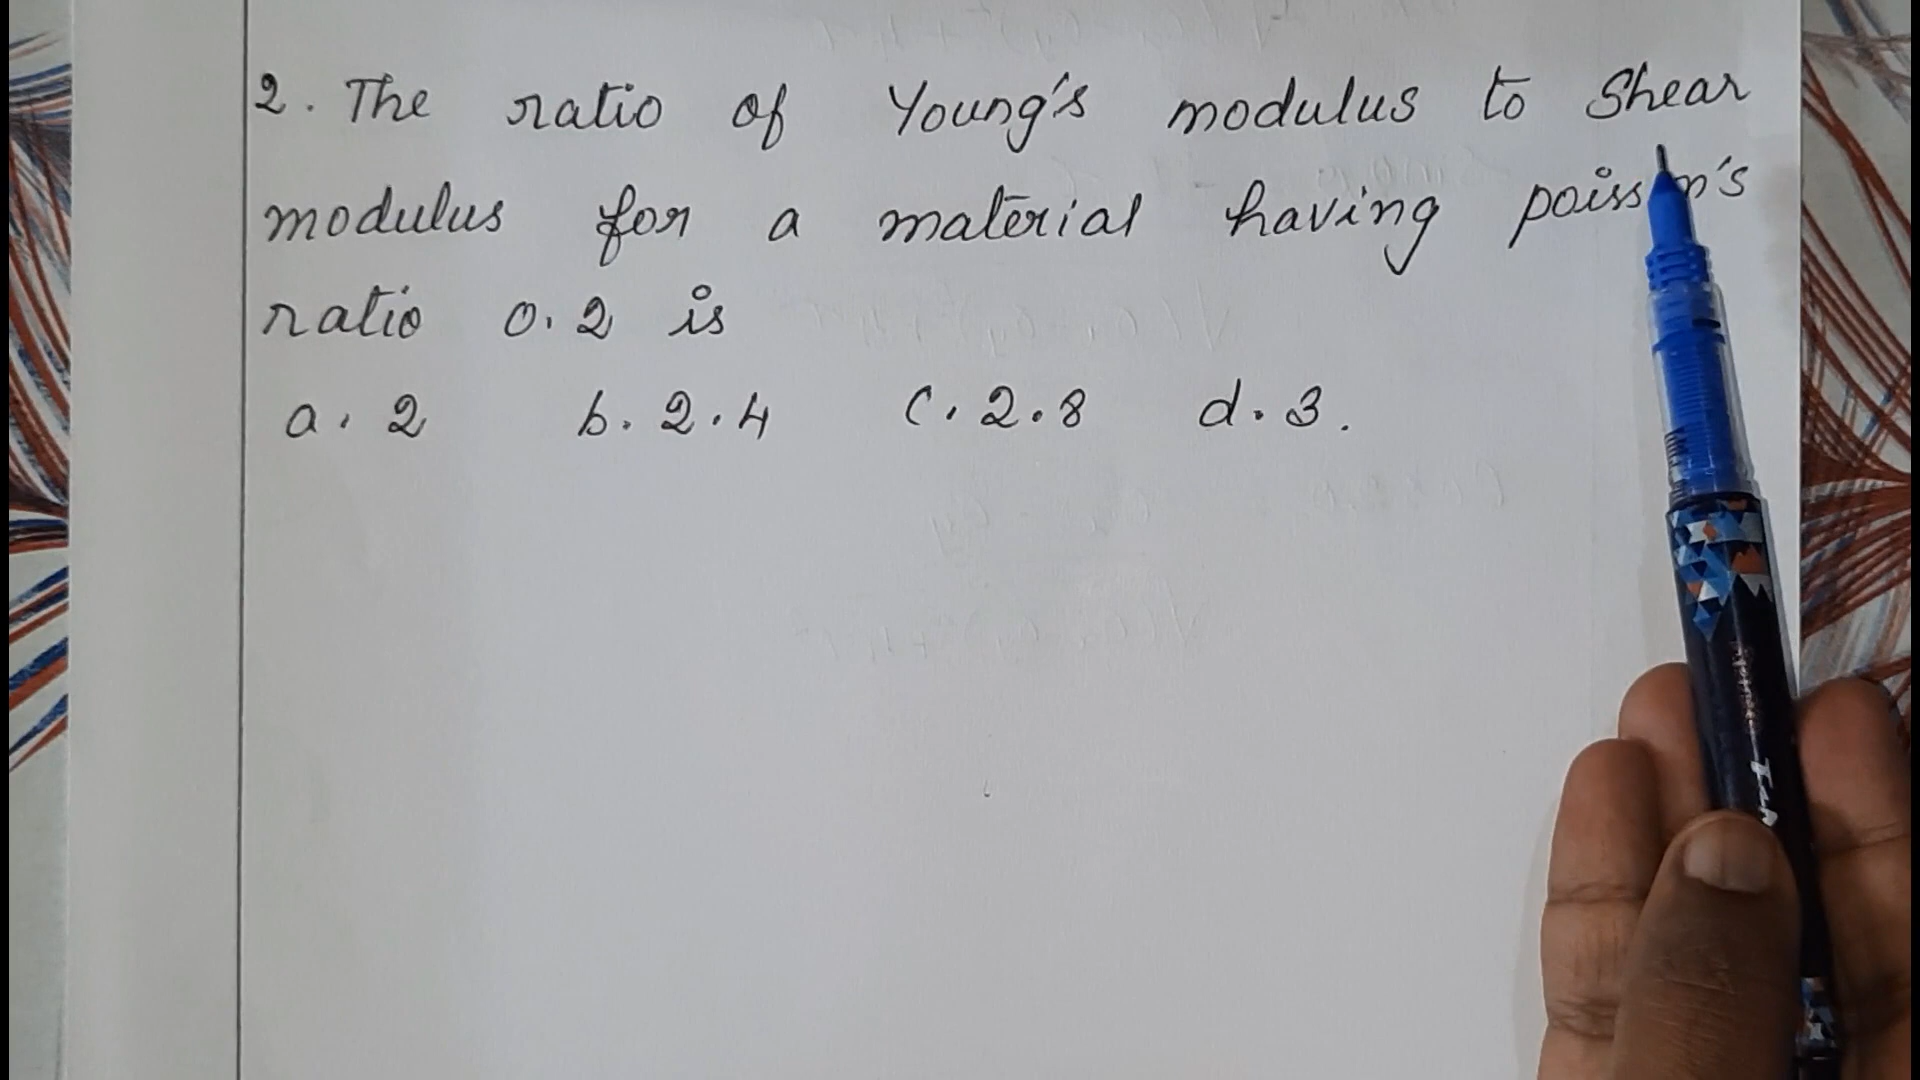 2. The ratio of Young's modulus to Shear
modulus for a material having
ratio 0.2 is
a. 2 b. 2.4 c. 2.8 d. 3.